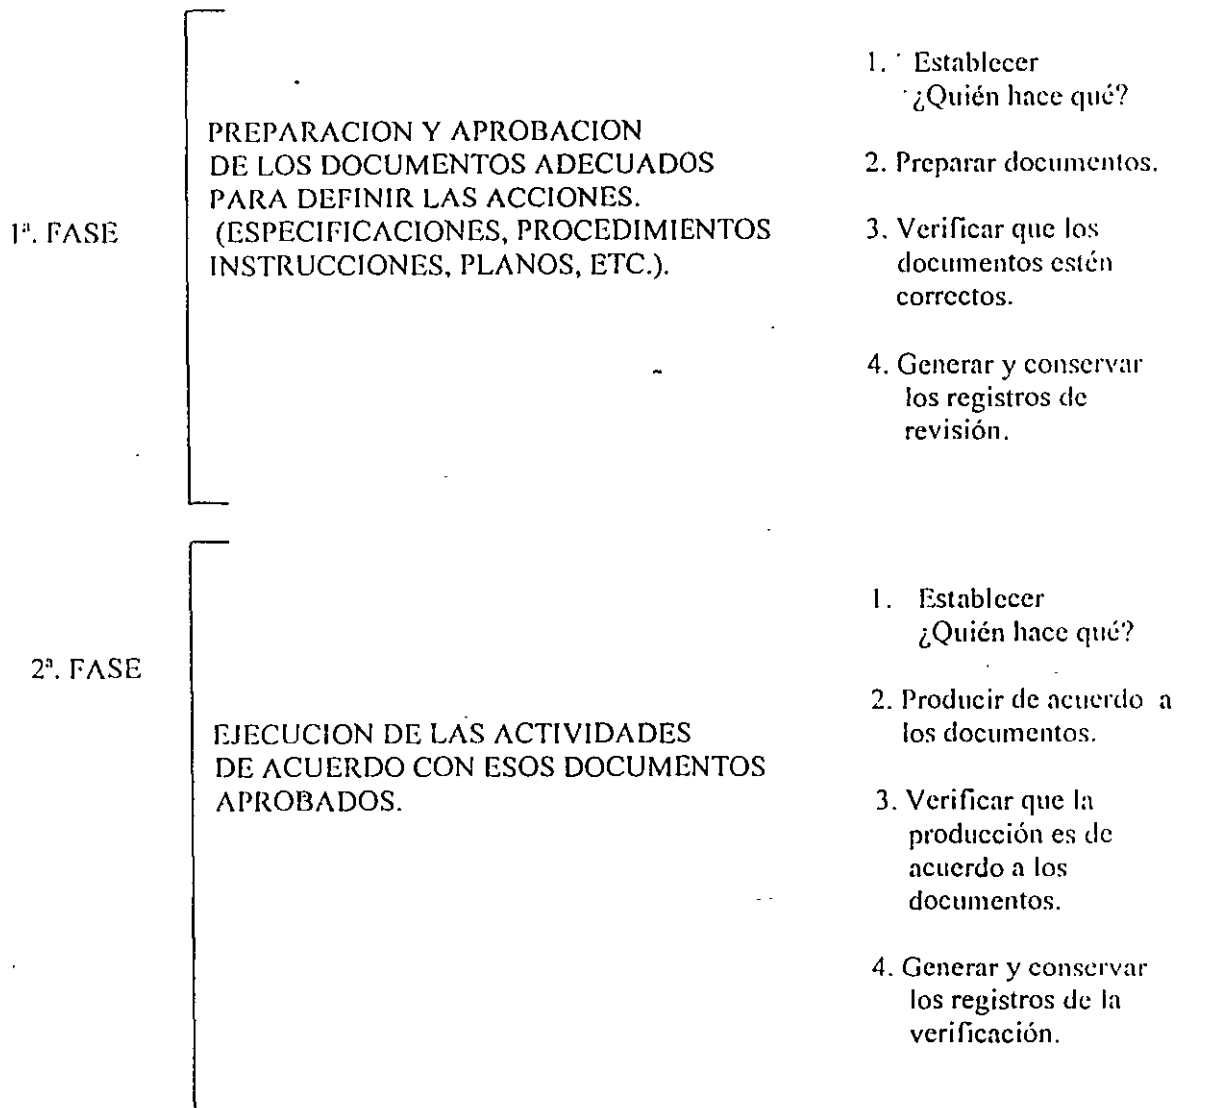 1ª. FASE
PREPARACION Y APROBACION
DE LOS DOCUMENTOS ADECUADOS
PARA DEFINIR LAS ACCIONES.
(ESPECIFICACIONES, PROCEDIMIENTOS
INSTRUCCIONES, PLANOS, ETC.).
1. Establecer
¿Quién hace qué?
2. Preparar documentos.
3. Verificar que los
documentos estén
correctos.
4. Generar y conservar
los registros de
revisión.
2ª. FASE
EJECUCION DE LAS ACTIVIDADES
DE ACUERDO CON ESOS DOCUMENTOS
APROBADOS.
1. Establecer
¿Quién hace qué?
2. Producir de acuerdo a
los documentos.
3. Verificar que la
producción es de
acuerdo a los
documentos.
4. Generar y conservar
los registros de la
verificación.